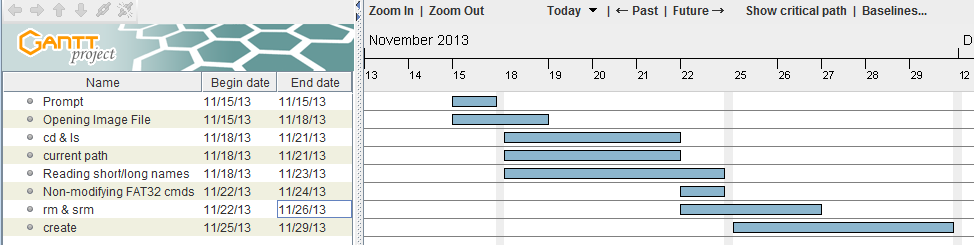 Zoom In | Zoom Out Today | ← Past | Future → Show critical path | Baselines...
GANTT
project
November 2013 D
13 14 15 18 19 20 21 22 25 26 27 28 29 12
Name Begin date End date
Prompt 11/15/13 11/15/13
Opening Image File 11/15/13 11/18/13
cd & ls 11/18/13 11/21/13
current path 11/18/13 11/21/13
Reading short/long names 11/18/13 11/23/13
Non-modifying FAT32 cmds 11/22/13 11/24/13
rm & srm 11/22/13 11/26/13
create 11/25/13 11/29/13